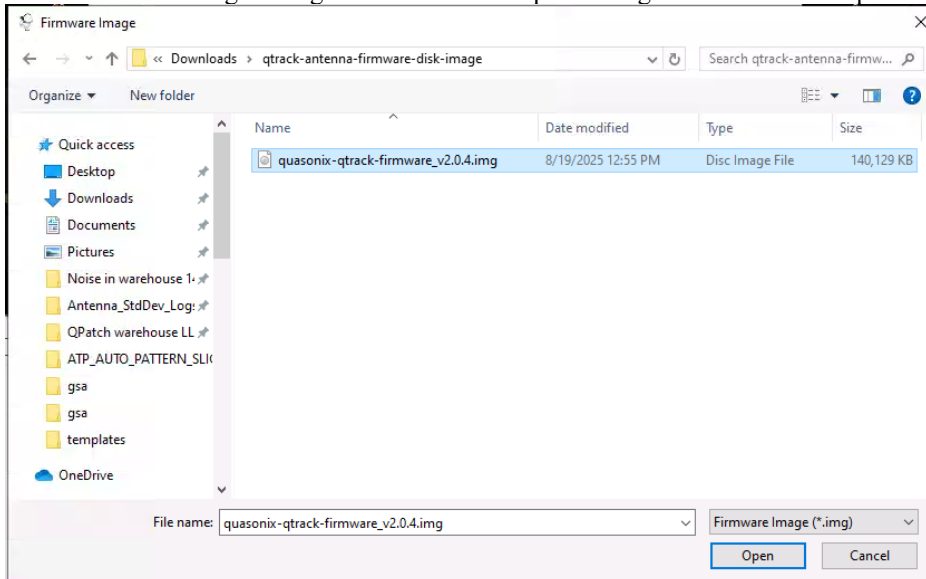 Firmware Image
« Downloads › qtrack-antenna-firmware-disk-image
Search qtrack-antenna-firmw...
Organize
New folder
Name Date modified Type Size
quasonix-qtrack-firmware_v2.0.4.img 8/19/2025 12:55 PM Disc Image File 140,129 KB
Quick access
Desktop
Downloads
Documents
Pictures
Noise in warehouse 1
Antenna_StdDev_Log
QPatch warehouse LL
ATP_AUTO_PATTERN_SLI
gsa
gsa
templates
OneDrive
File name: quasonix-qtrack-firmware_v2.0.4.img Firmware Image (*.img)
Open Cancel